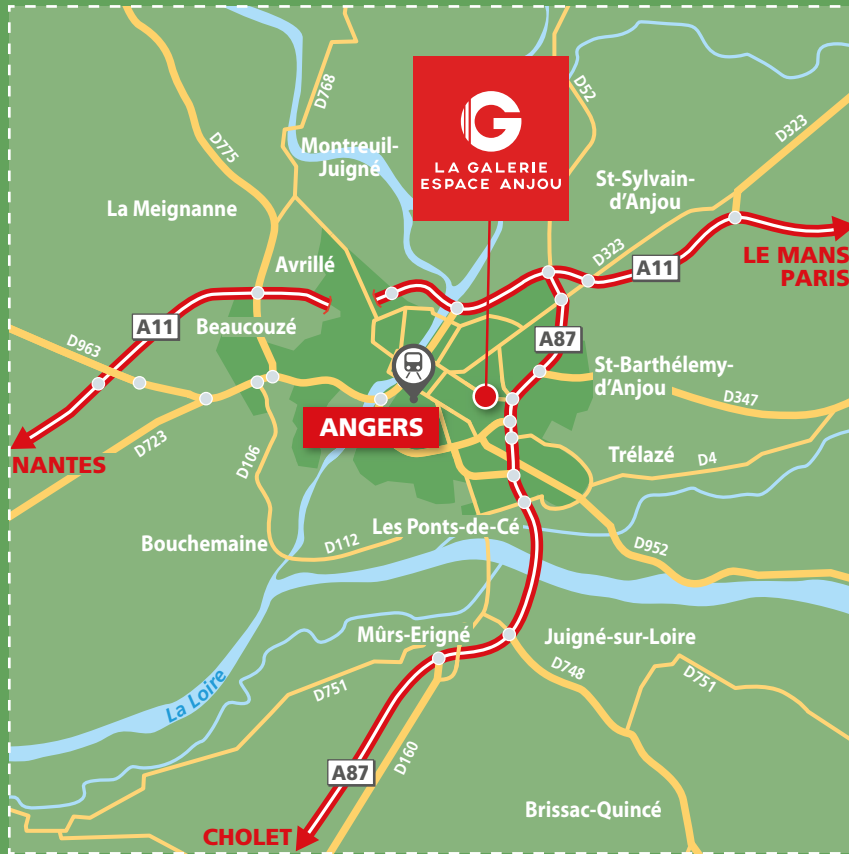 D768
D52
D323
D775
Montreuil-
Juigné
G
LA GALERIE
ESPACE ANJOU
St-Sylvain-
d'Anjou
La Meignanne
D323
LE MANS
PARIS
Avrillé
A11
A11
Beaucouzé
A87
D963
St-Barthélemy-
d'Anjou
D347
ANGERS
NANTES
D723
D106
Trélazé
D4
Les Ponts-de-Cé
Bouchemaine
D112
D952
Mûrs-Erigné
Juigné-sur-Loire
La Loire
D751
D748
D751
D160
A87
Brissac-Quincé
CHOLET